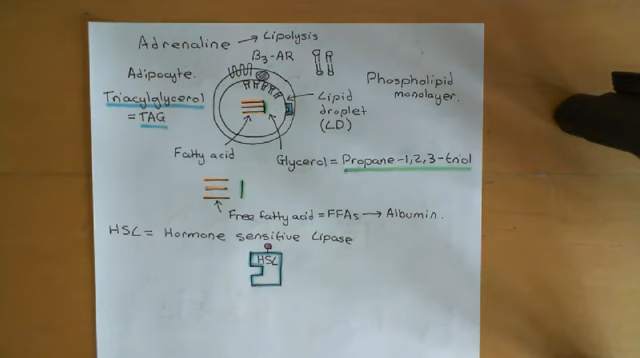 Adrenaline → Lipolysis
β3-AR
Adipocyte.
Triacylglycerol
= TAG
Phospholipid
monolayer.
Lipid
droplet
(LD)
Fatty acid
Glycerol = Propane-1,2,3-triol
Free fatty acid = FFAs → Albumin.
HSL = Hormone sensitive Lipase
HSL